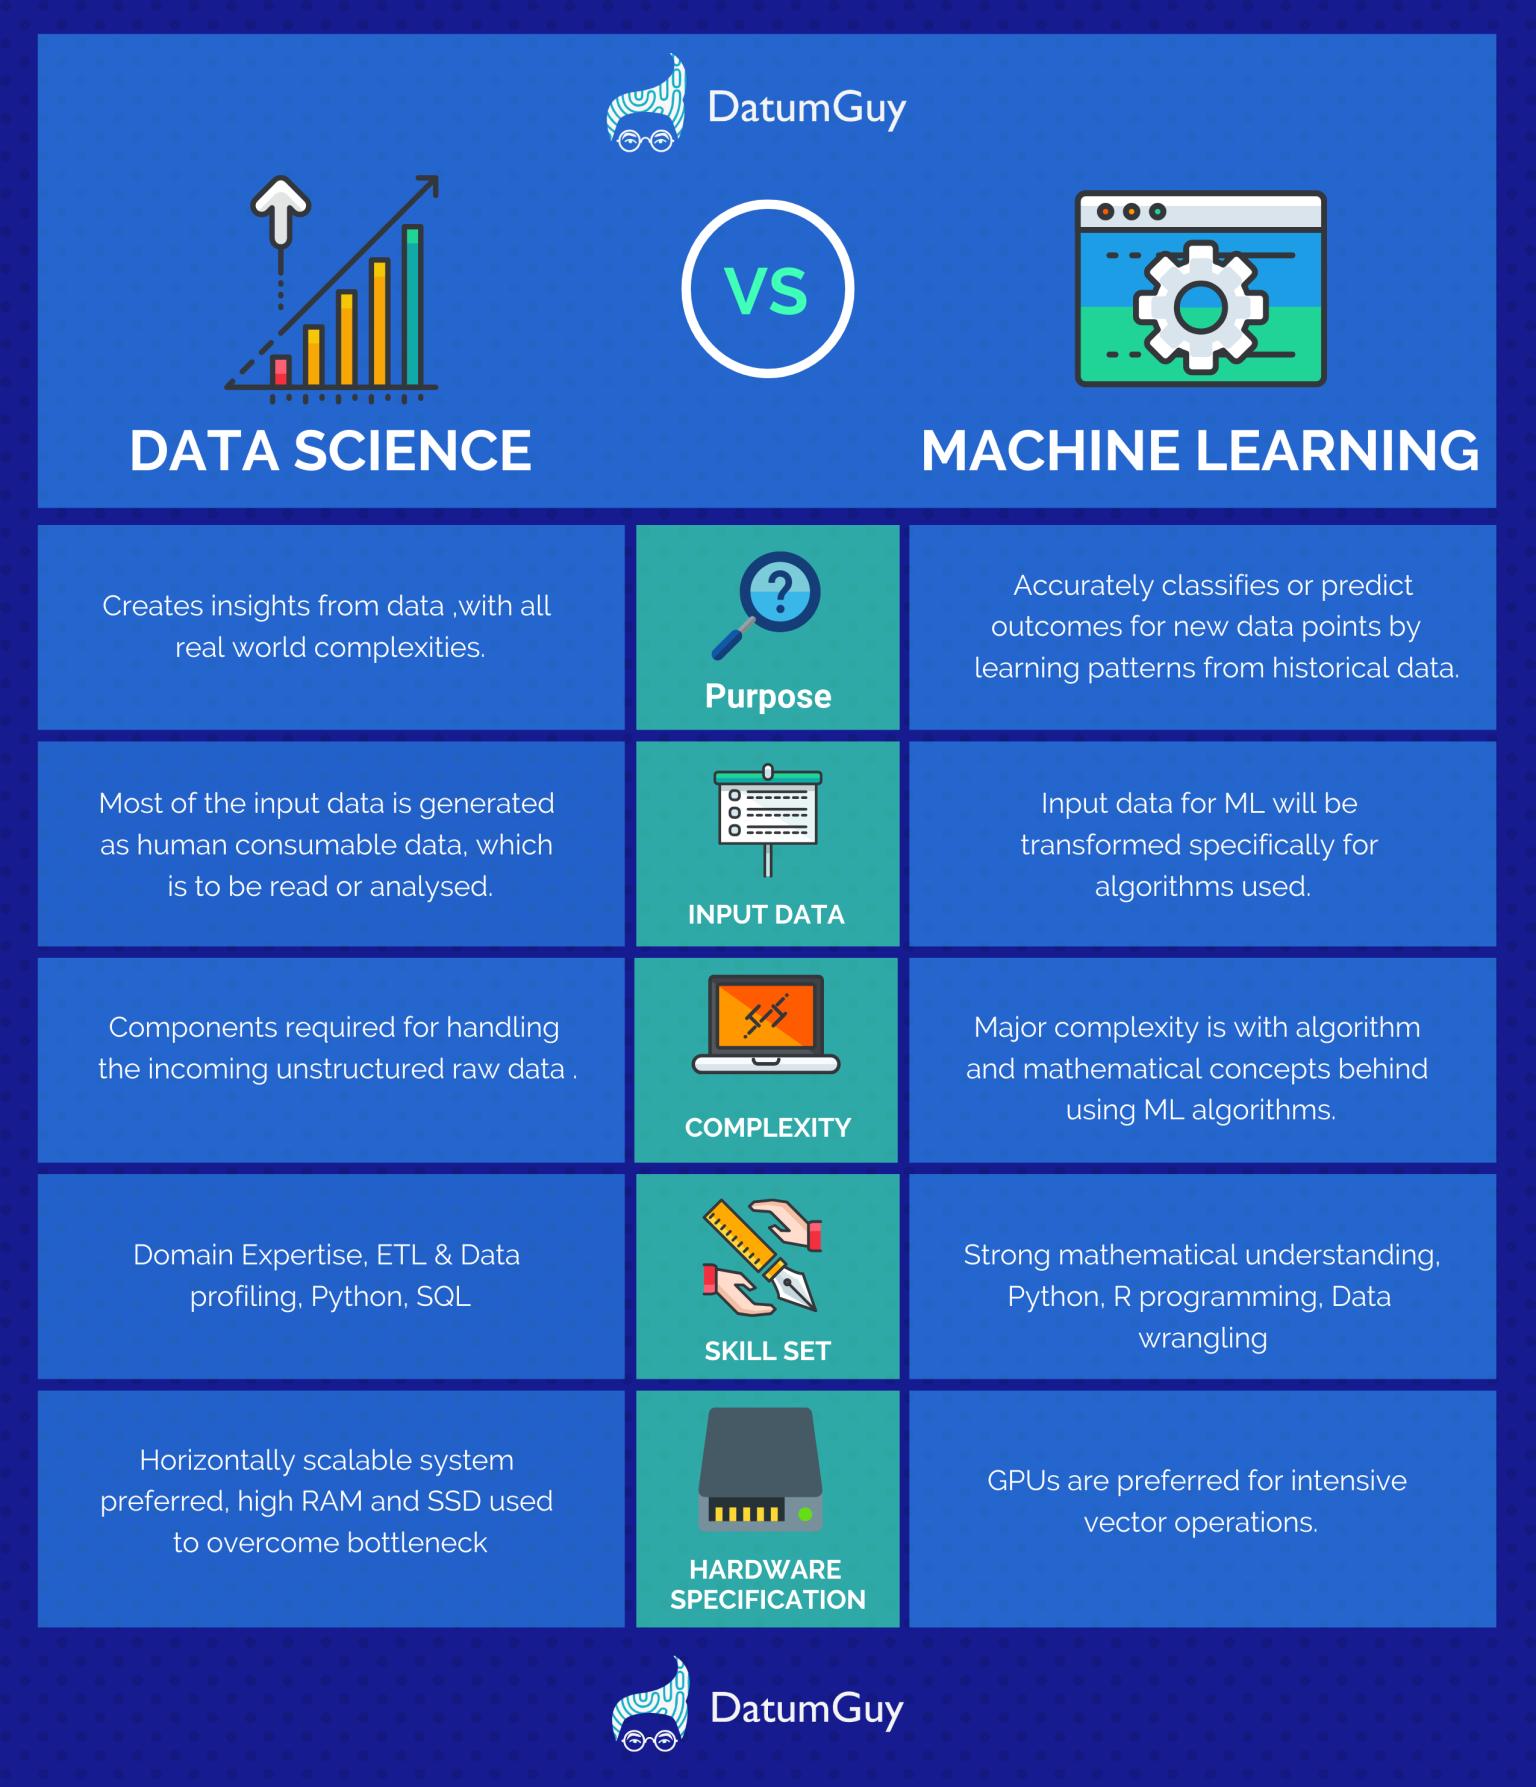 DatumGuy
VS
DATA SCIENCE
MACHINE LEARNING
Creates insights from data ,with all
real world complexities.
Purpose
Accurately classifies or predict
outcomes for new data points by
learning patterns from historical data.
Most of the input data is generated
as human consumable data, which
is to be read or analysed.
INPUT DATA
Input data for ML will be
transformed specifically for
algorithms used.
Components required for handling
the incoming unstructured raw data .
COMPLEXITY
Major complexity is with algorithm
and mathematical concepts behind
using ML algorithms.
Domain Expertise, ETL & Data
profiling, Python, SQL
SKILL SET
Strong mathematical understanding,
Python, R programming, Data
wrangling
Horizontally scalable system
preferred, high RAM and SSD used
to overcome bottleneck
HARDWARE
SPECIFICATION
GPUs are preferred for intensive
vector operations.
DatumGuy